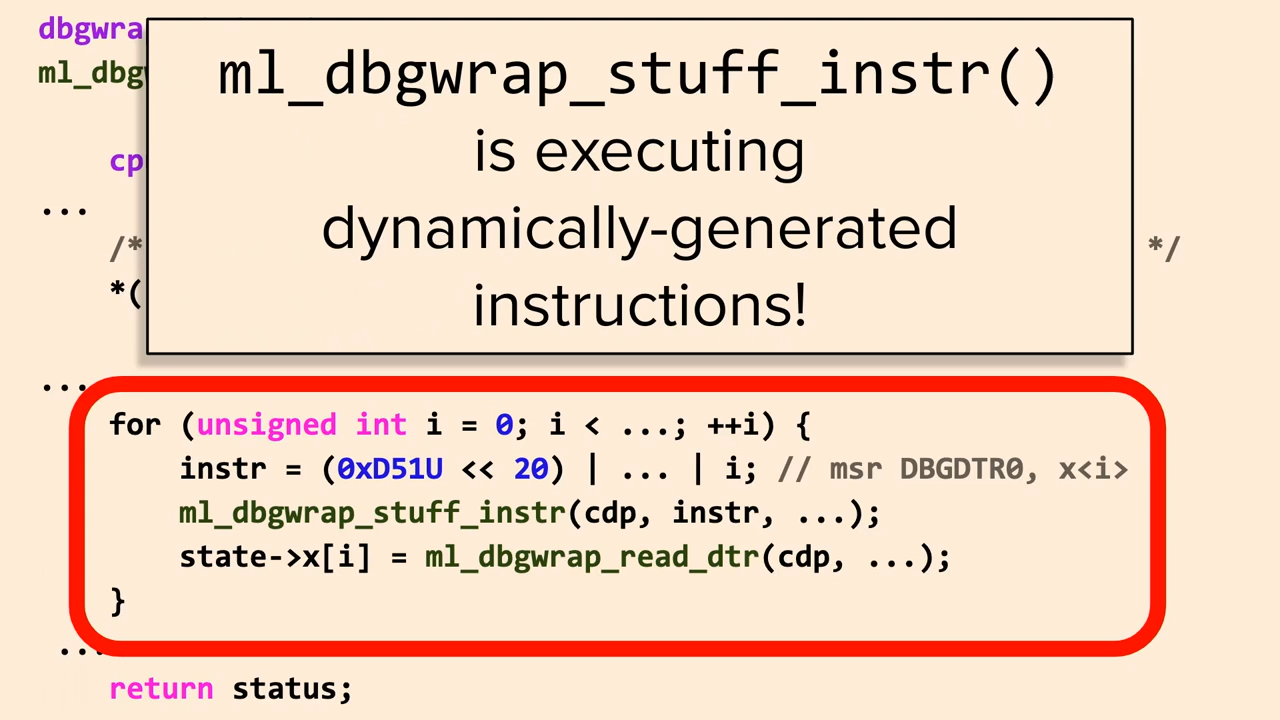 dbgwra
ml_dbgw
ml_dbgwrap_stuff_instr()
is executing
dynamically-generated
instructions!
cp
...
/* */
*(
...
for (unsigned int i = 0; i < ...; ++i) {
instr = (0xD51U << 20) | ... | i; // msr DBGDTR0, x<i>
ml_dbgwrap_stuff_instr(cdp, instr, ...);
state->x[i] = ml_dbgwrap_read_dtr(cdp, ...);
}
...
return status;